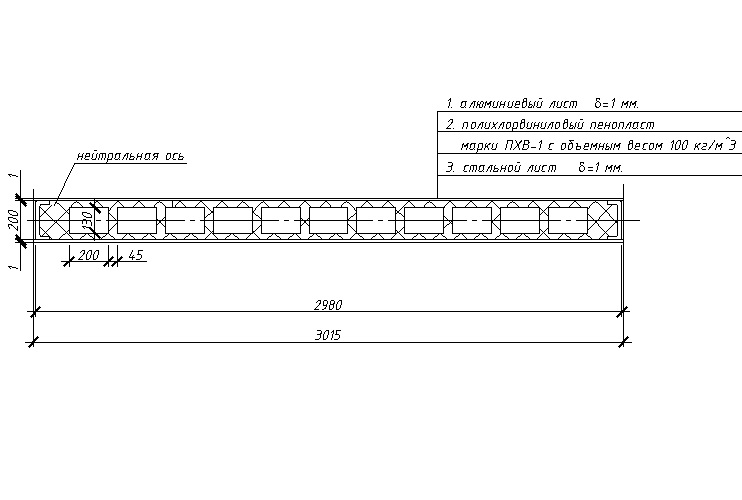 1. алюминиевый лист δ=1 мм.
2. полихлорвиниловый пенопласт
марки ПХВ-1 с объемным весом 100 кг/м^3
3. стальной лист δ=1 мм.
нейтральная ось
1
200
1
130
200
45
2980
3015